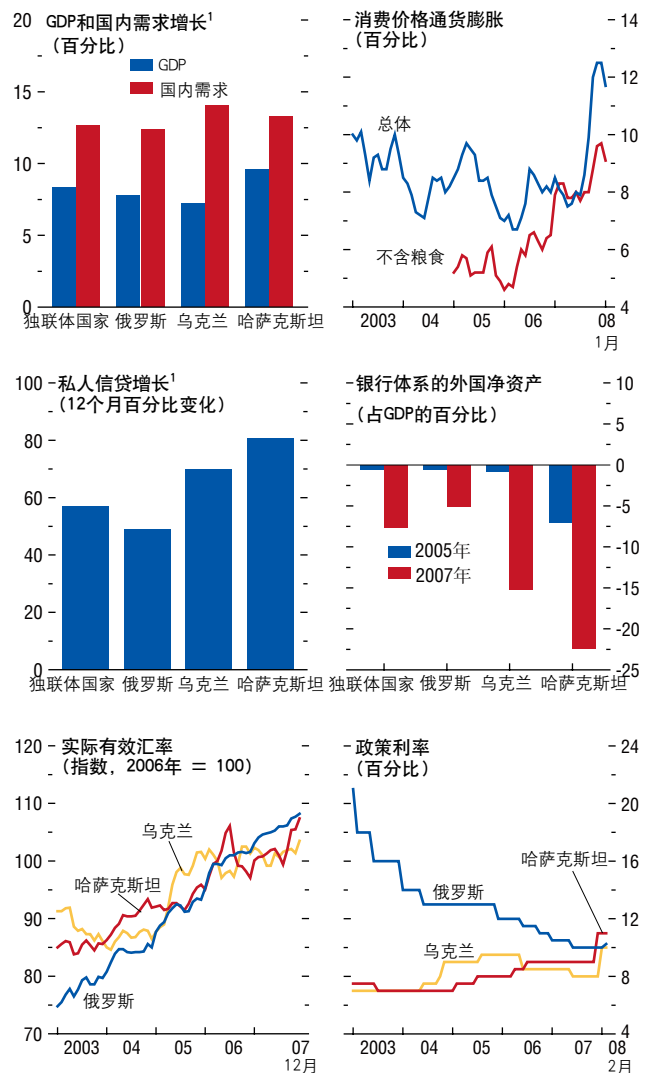 GDP和国内需求增长1
(百分比)
GDP
国内需求
20
15
10
5
0
独联体国家 俄罗斯 乌克兰 哈萨克斯坦
消费价格通货膨胀
(百分比)
总体
不含粮食
14
12
10
8
6
4
2003 04 05 06 07 08
1月
私人信贷增长1
(12个月百分比变化)
100
80
60
40
20
0
独联体国家 俄罗斯 乌克兰 哈萨克斯坦
银行体系的外国净资产
(占GDP的百分比)
2005年
2007年
10
5
0
-5
-10
-15
-20
-25
独联体国家 俄罗斯 乌克兰 哈萨克斯坦
实际有效汇率
(指数, 2006年 = 100)
乌克兰
哈萨克斯坦
俄罗斯
120
110
100
90
80
70
2003 04 05 06 07
12月
政策利率
(百分比)
哈萨克斯坦
俄罗斯
乌克兰
24
20
16
12
8
4
2003 04 05 06 07 08
2月